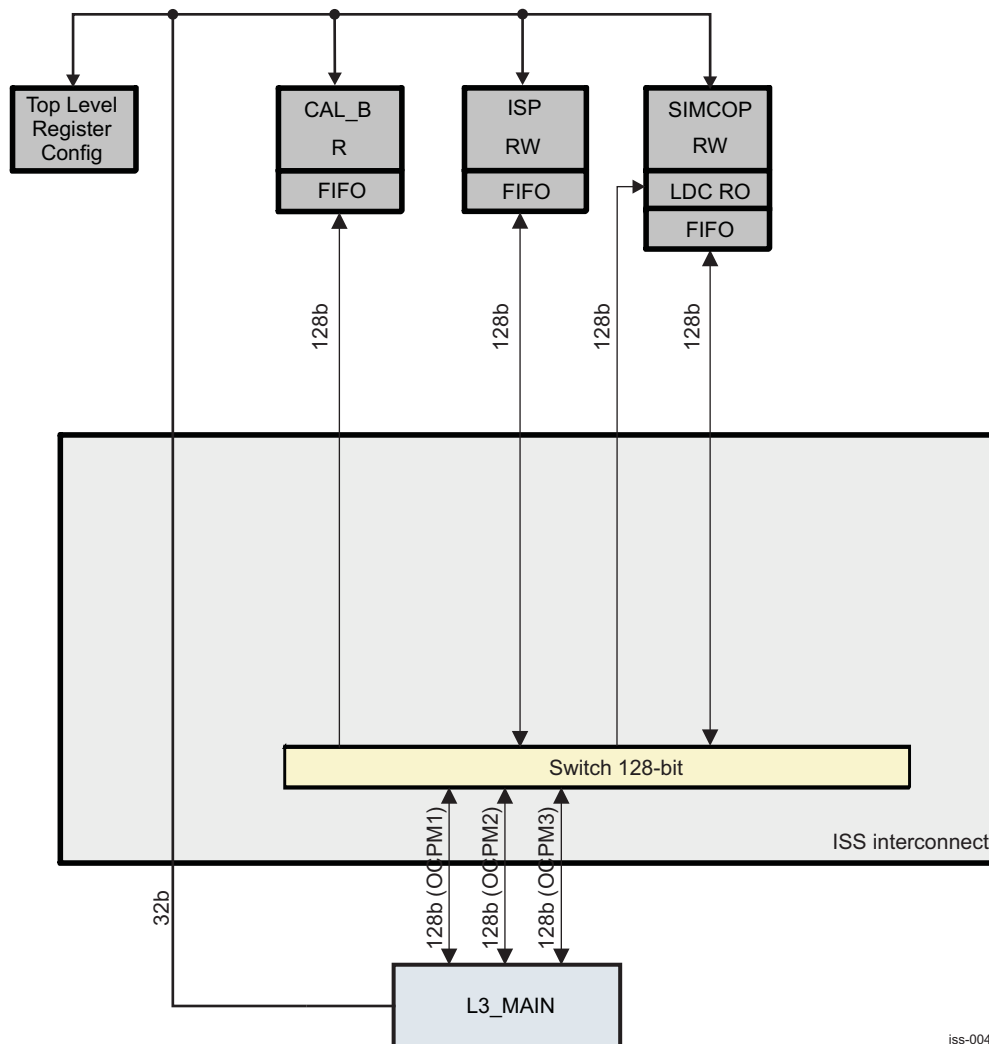 Top Level
Register
Config
CAL_B
R
FIFO
ISP
RW
FIFO
SIMCOP
RW
LDC RO
FIFO
128b
128b
128b
128b
Switch 128-bit
128b (OCPM1)
128b (OCPM2)
128b (OCPM3)
ISS interconnect
32b
L3_MAIN
iss-004